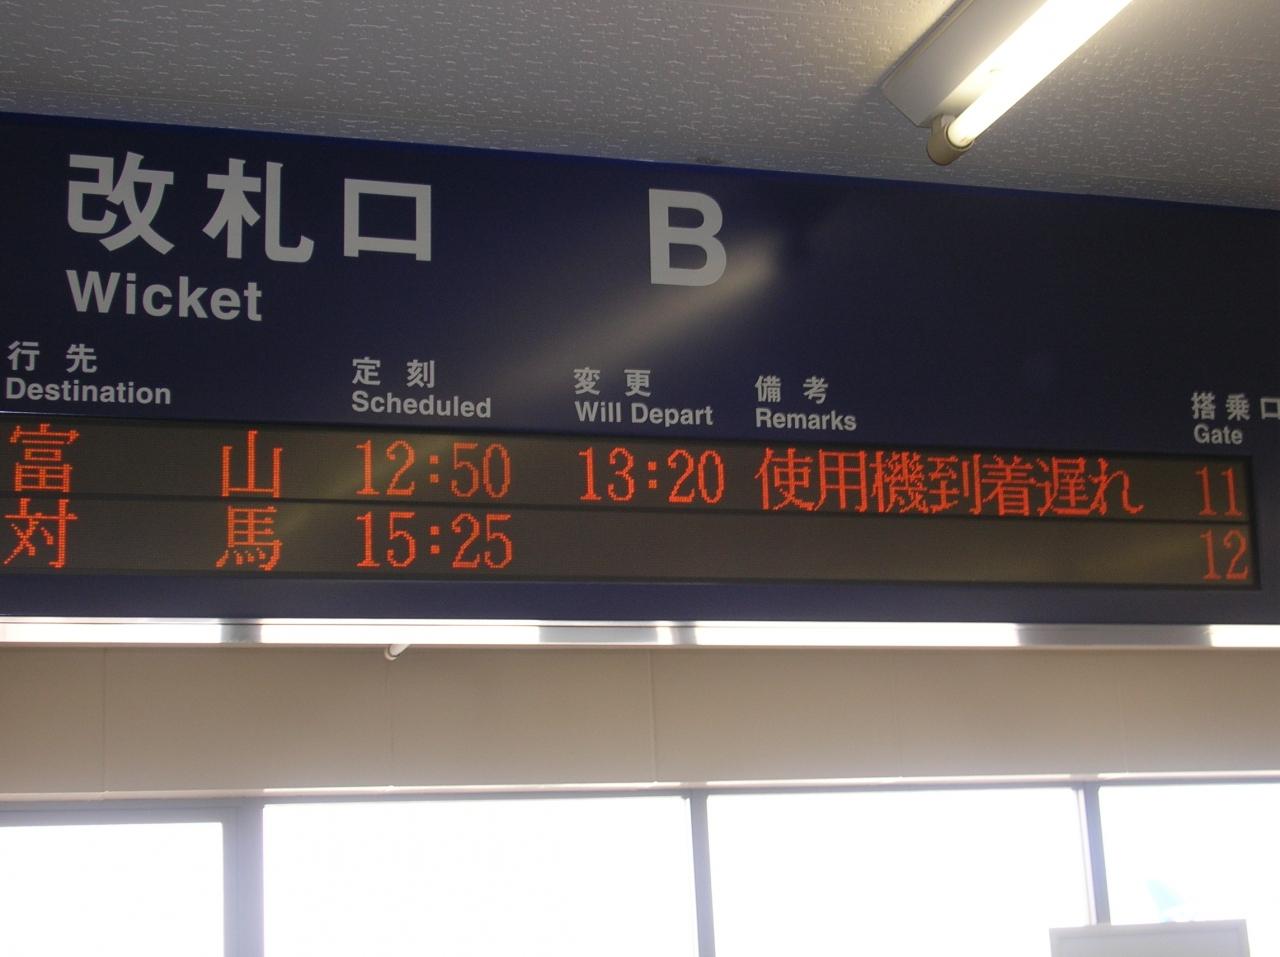 改札口 B
Wicket
行先 定刻 変更 備考 搭乗口
Destination Scheduled Will Depart Remarks Gate
富山 12:50 13:20 使用機到着遅れ 11
対馬 15:25 12